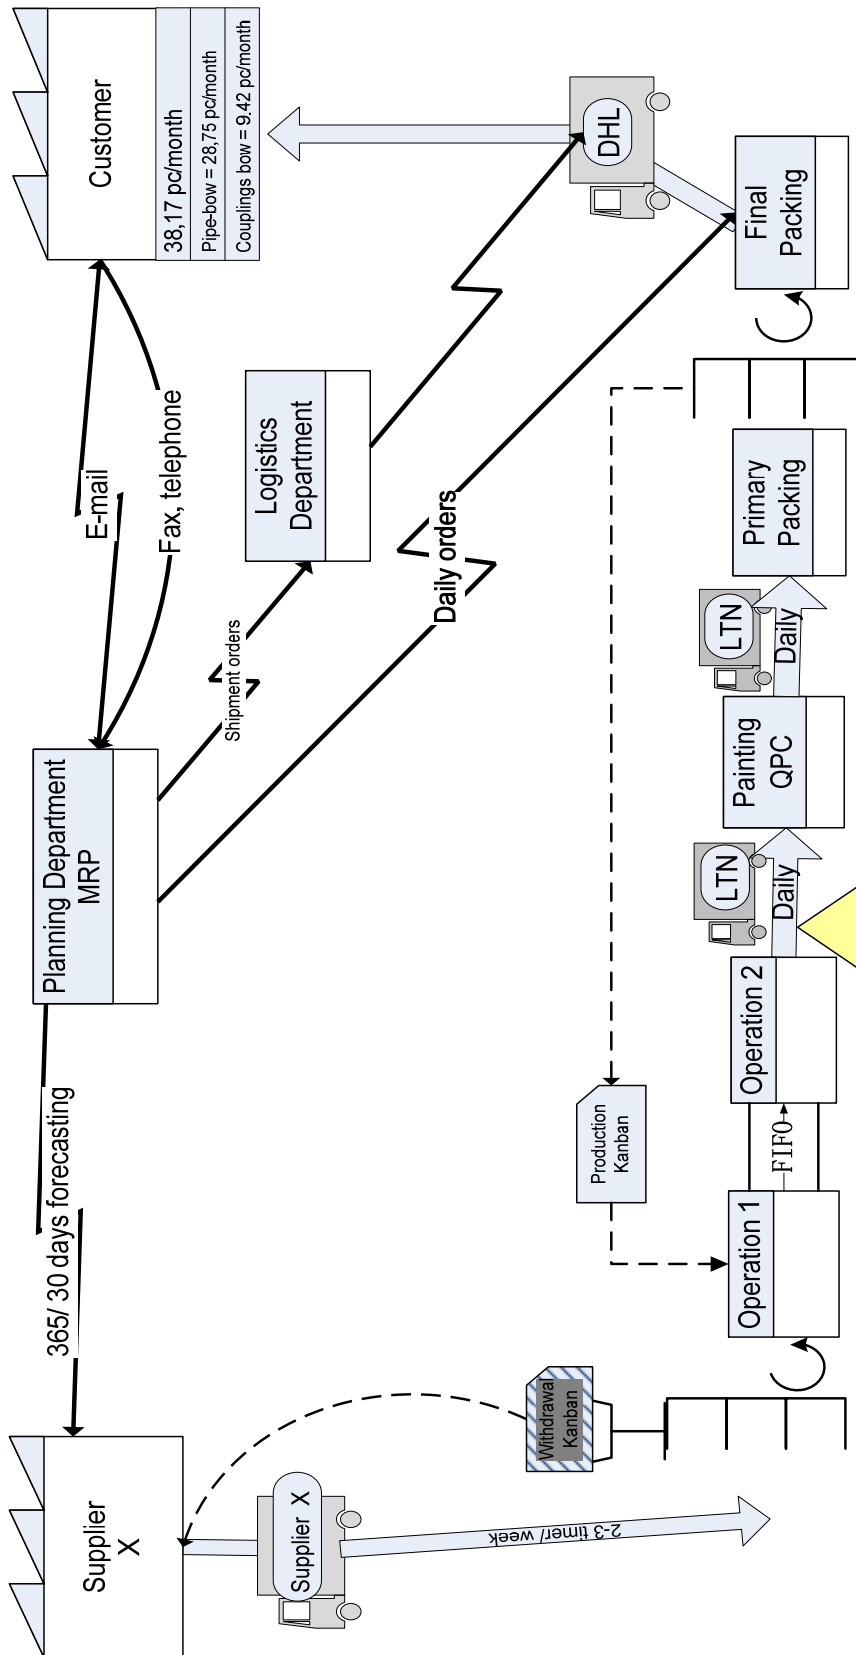 Supplier
X
365/ 30 days forecasting
Planning Department
MRP
E-mail
Fax, telephone
Customer
38,17 pc/month
Pipe-bow = 28,75 pc/month
Couplings bow = 9.42 pc/month
Shipment orders
Logistics
Department
Daily orders
DHL
Supplier X
2-3 timer/ week
Withdrawal
Kanban
Production
Kanban
Operation 1
FIFO
Operation 2
LTN
Daily
Painting
QPC
LTN
Daily
Primary
Packing
Final
Packing